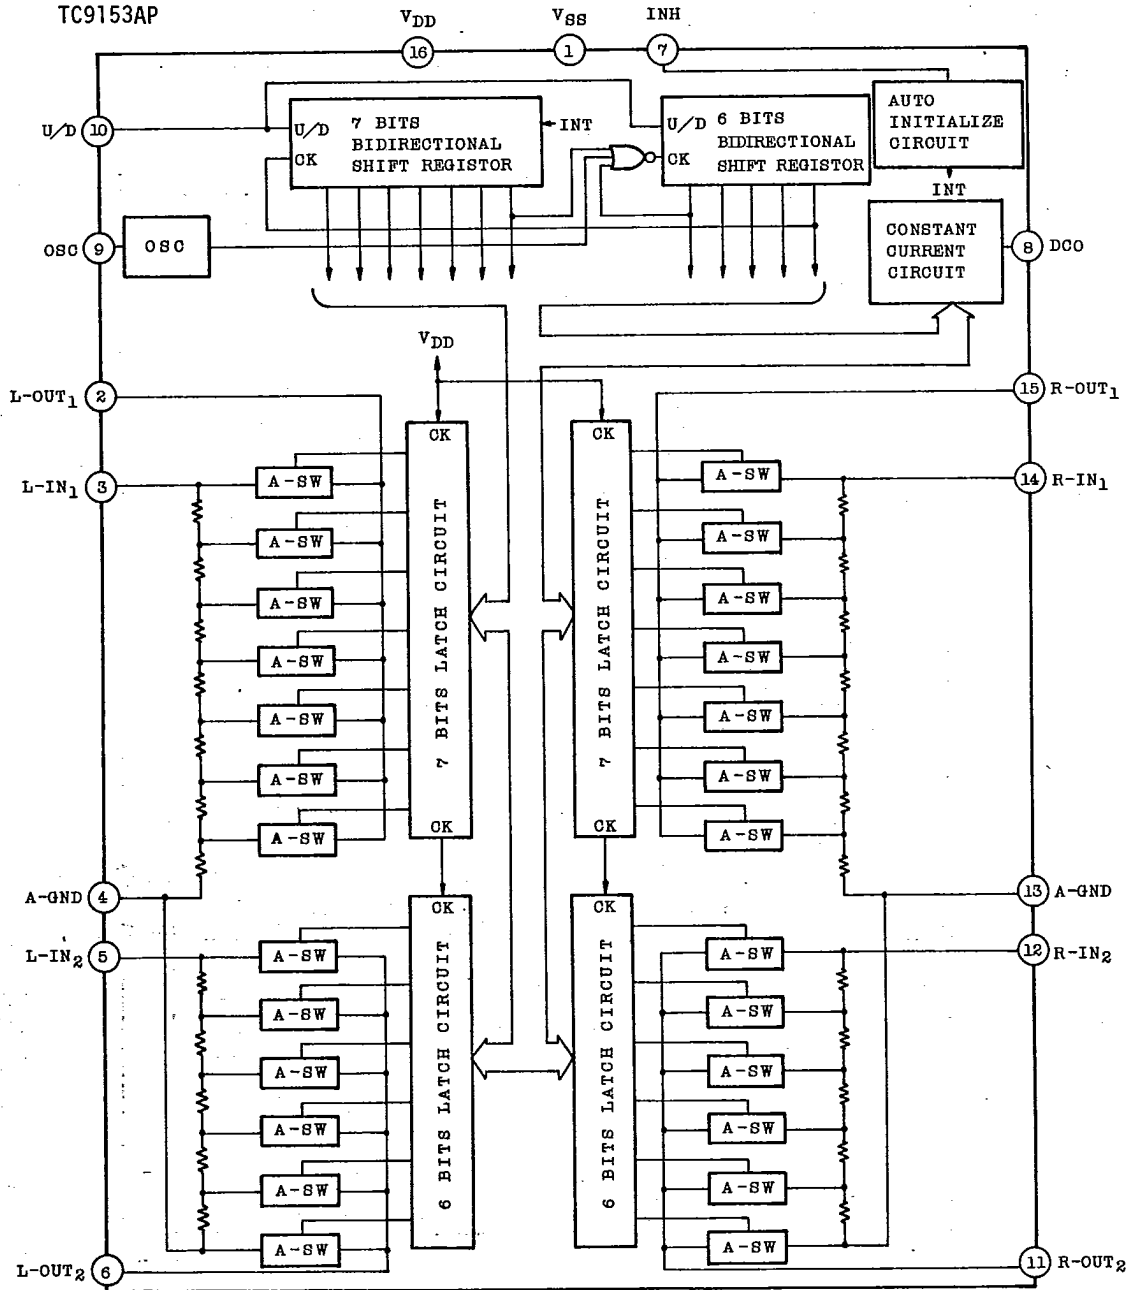 TC9153AP
VDD
VSS
INH
16
1
7
U/D
10
U/D
7 BITS
BIDIRECTIONAL
SHIFT REGISTOR
CK
INT
U/D
6 BITS
BIDIRECTIONAL
SHIFT REGISTOR
CK
AUTO
INITIALIZE
CIRCUIT
INT
OSC
9
OSC
CONSTANT
CURRENT
CIRCUIT
8
DCO
VDD
L-OUT1
2
15
R-OUT1
CK
CK
L-IN1
3
14
R-IN1
A-SW
A-SW
A-SW
A-SW
A-SW
A-SW
A-SW
7 BITS LATCH CIRCUIT
7 BITS LATCH CIRCUIT
A-SW
A-SW
A-SW
A-SW
A-SW
A-SW
A-SW
CK
CK
A-GND
4
13
A-GND
CK
CK
L-IN2
5
12
R-IN2
A-SW
A-SW
A-SW
A-SW
A-SW
A-SW
6 BITS LATCH CIRCUIT
6 BITS LATCH CIRCUIT
A-SW
A-SW
A-SW
A-SW
A-SW
A-SW
L-OUT2
6
11
R-OUT2